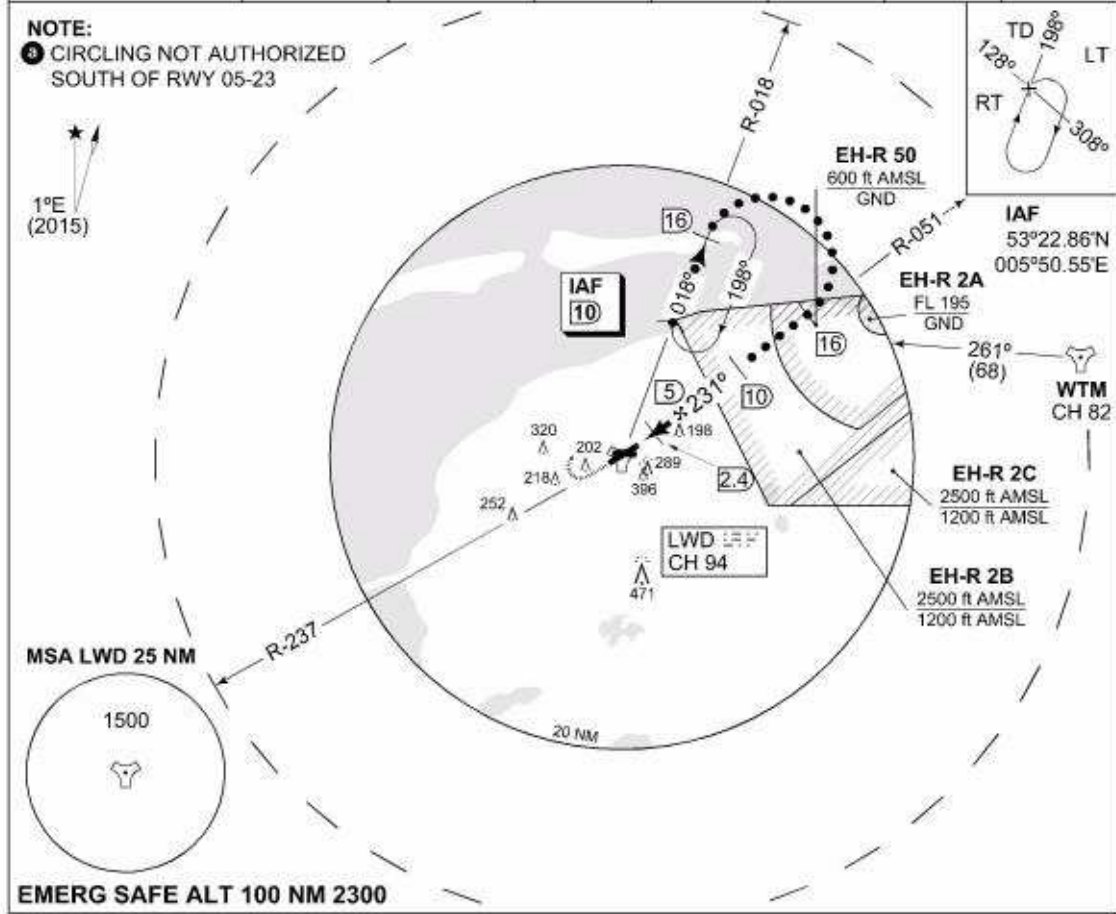 NOTE:
a CIRCLING NOT AUTHORIZED
SOUTH OF RWY 05-23
1°E
(2015)
R-018
TD
198°
LT
128°
RT
308°
EH-R 50
600 ft AMSL
GND
R-051
IAF
53°22.86'N
005°50.55'E
16
IAF
10
018°
198°
EH-R 2A
FL 195
GND
16
261°
(68)
WTM
CH 82
5
231°
10
198
320
202
218
289
396
2.4
252
EH-R 2C
2500 ft AMSL
1200 ft AMSL
LWD
CH 94
471
EH-R 2B
2500 ft AMSL
1200 ft AMSL
R-237
MSA LWD 25 NM
1500
20 NM
EMERG SAFE ALT 100 NM 2300